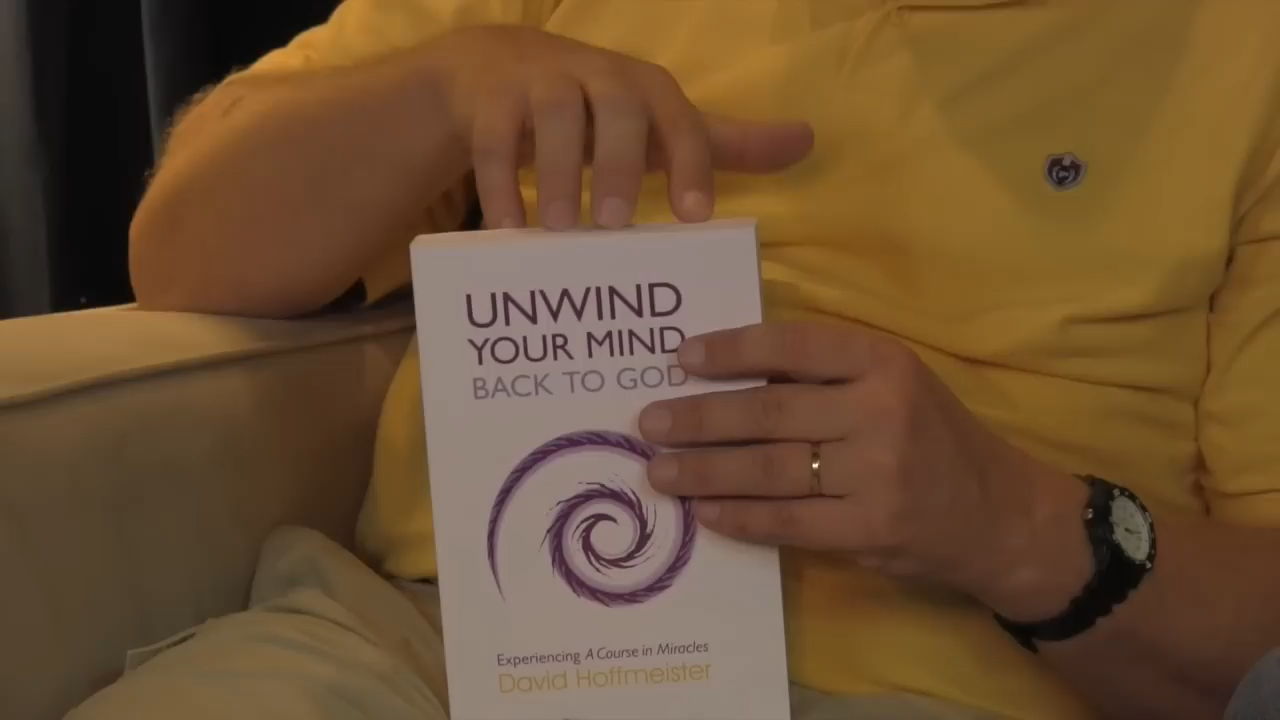 UNWIND
YOUR MIND
BACK TO GOD
Experiencing A Course in Miracles
David Hoffmeister